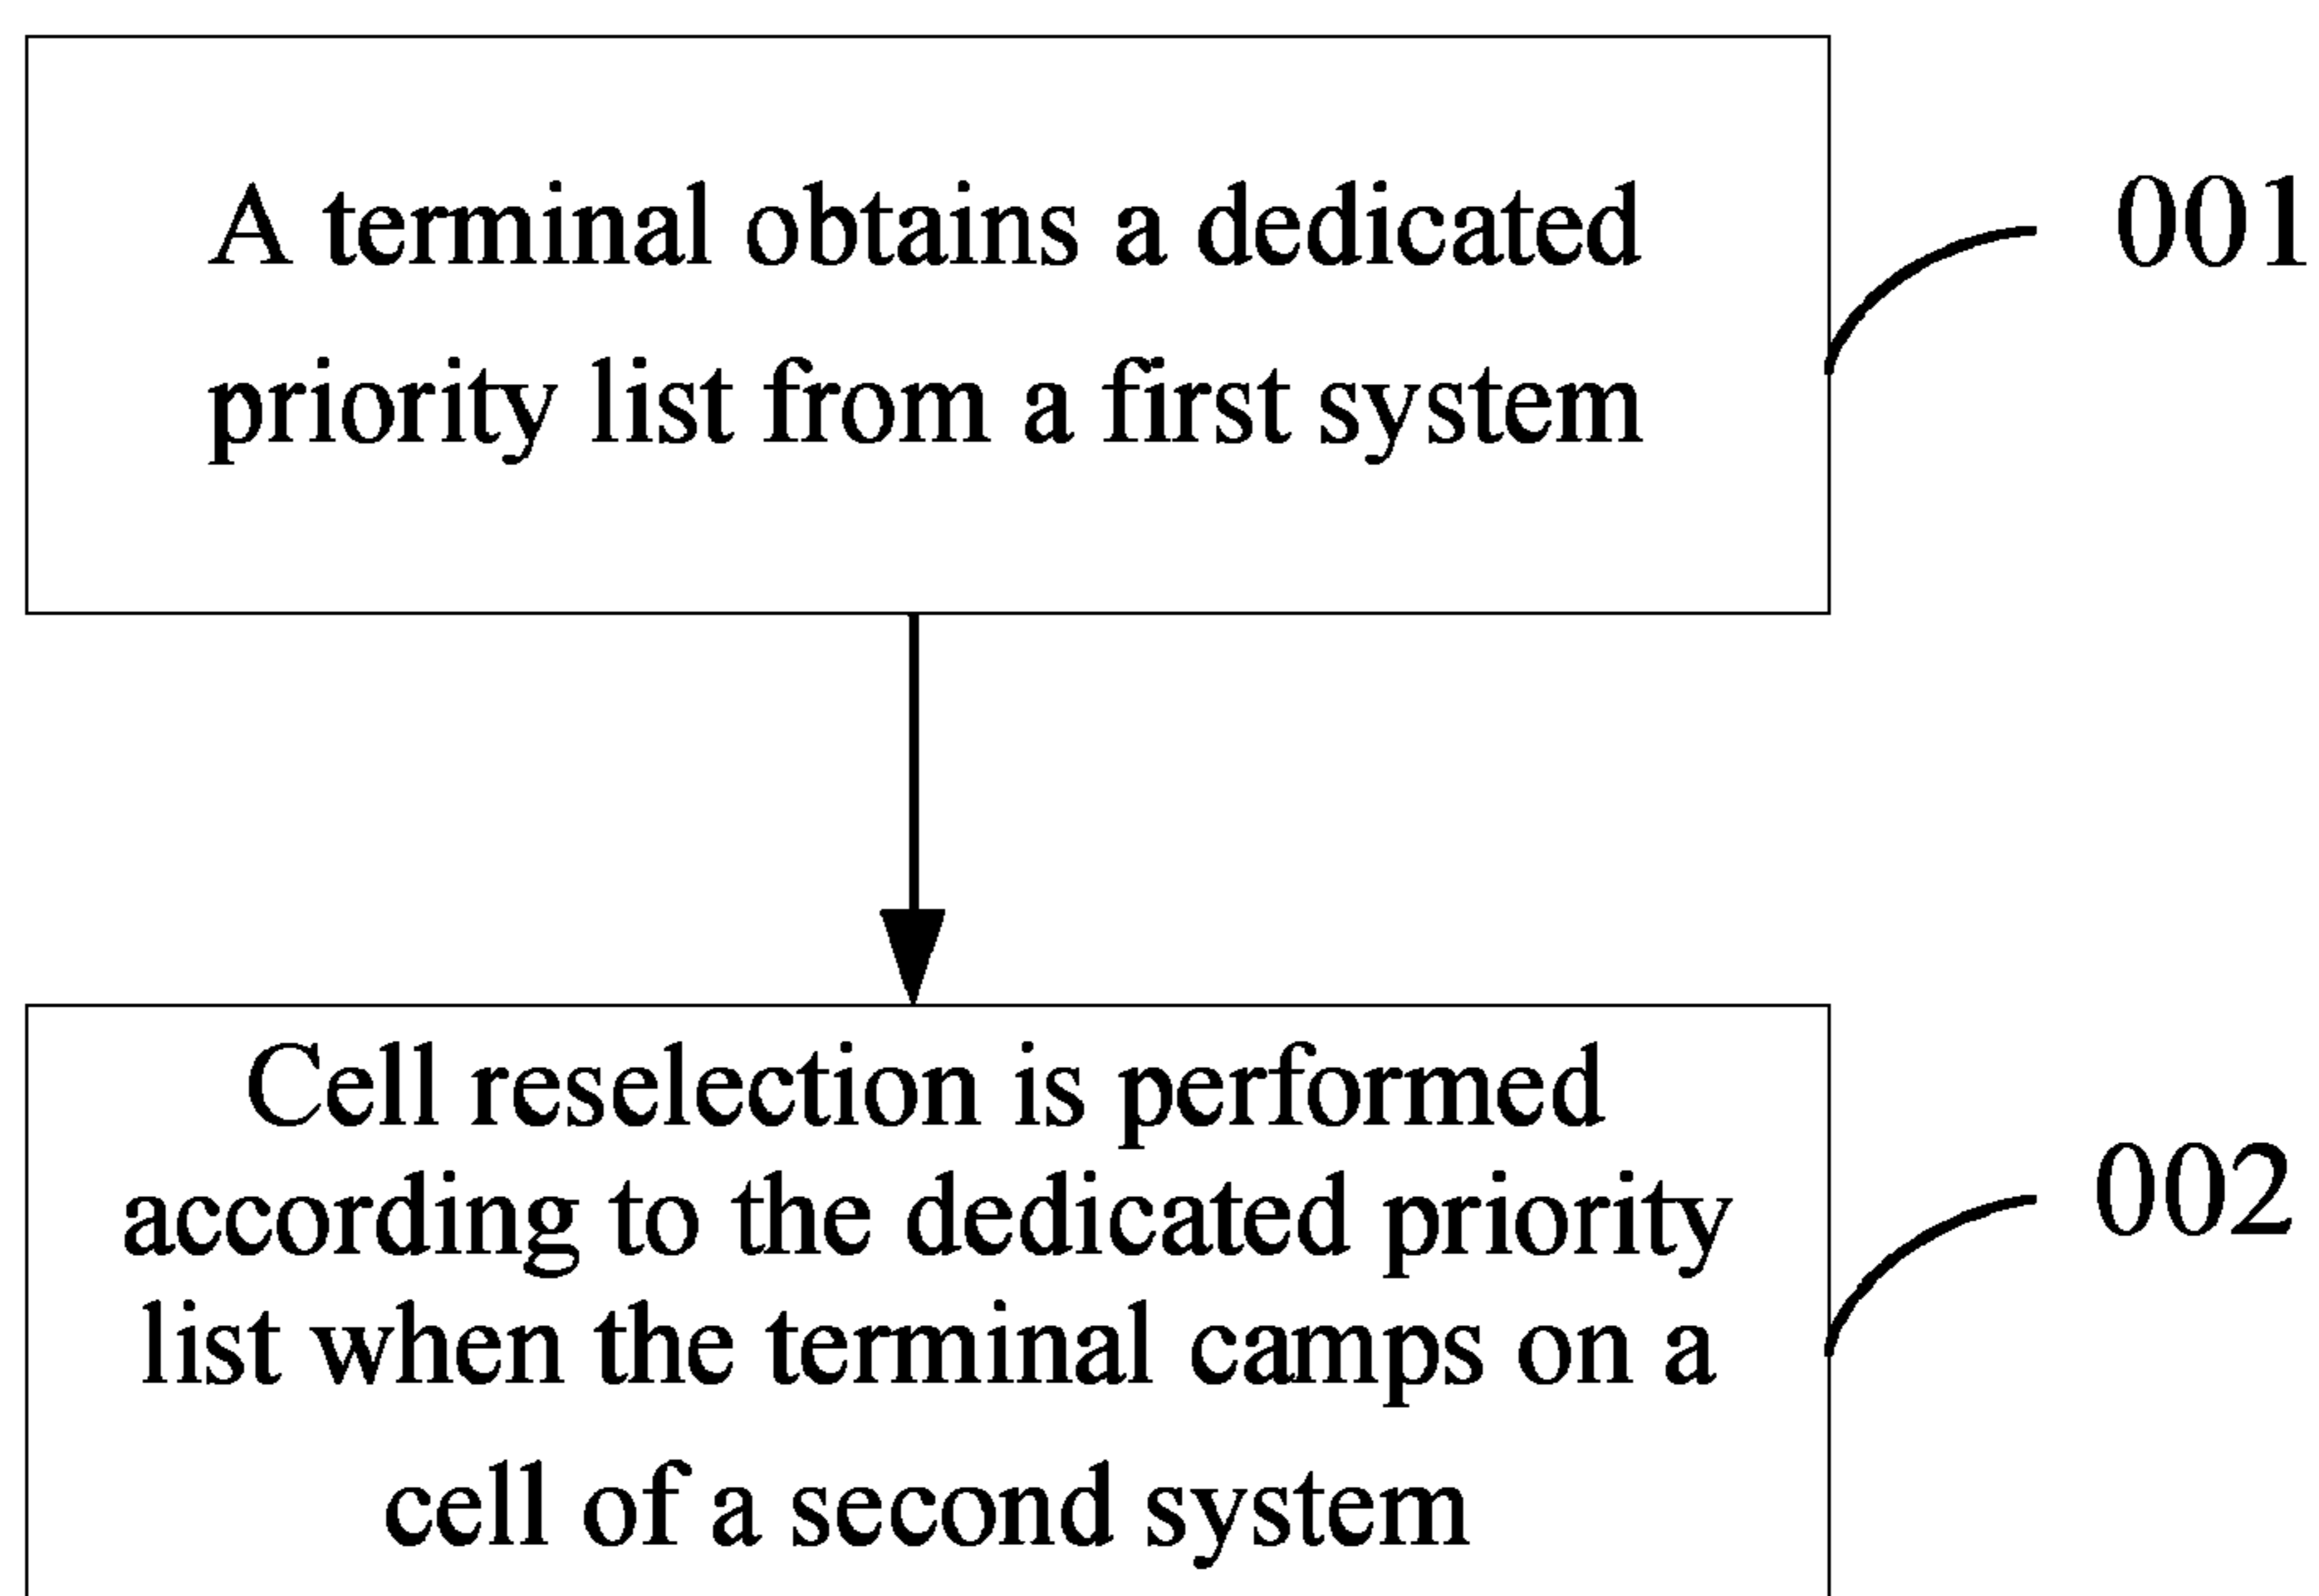 A terminal obtains a dedicated
priority list from a first system
001
Cell reselection is performed
according to the dedicated priority
list when the terminal camps on a
cell of a second system
002